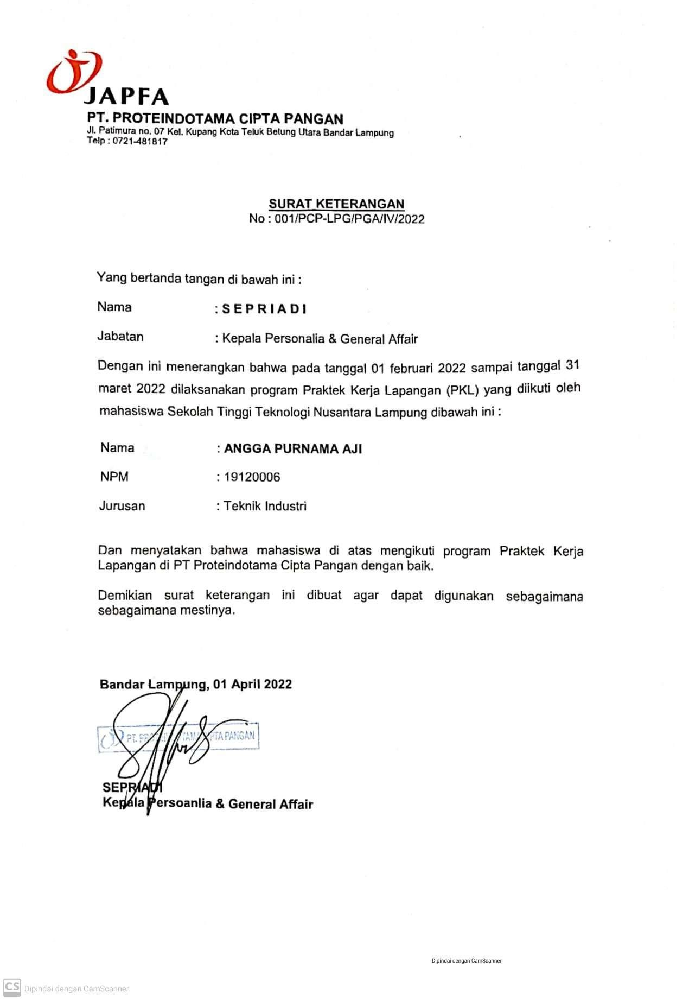 JAPFA
PT. PROTEINDOTAMA CIPTA PANGAN
Jl. Patimura no. 07 Kel. Kupang Kota Teluk Betung Utara Bandar Lampung
Telp : 0721-481817
SURAT KETERANGAN
No : 001/PCP-LPG/PGA/IV/2022
Yang bertanda tangan di bawah ini :
Nama : S E P R I A D I
Jabatan : Kepala Personalia & General Affair
Dengan ini menerangkan bahwa pada tanggal 01 februari 2022 sampai tanggal 31
maret 2022 dilaksanakan program Praktek Kerja Lapangan (PKL) yang diikuti oleh
mahasiswa Sekolah Tinggi Teknologi Nusantara Lampung dibawah ini :
Nama : ANGGA PURNAMA AJI
NPM : 19120006
Jurusan : Teknik Industri
Dan menyatakan bahwa mahasiswa di atas mengikuti program Praktek Kerja
Lapangan di PT Proteindotama Cipta Pangan dengan baik.
Demikian surat keterangan ini dibuat agar dapat digunakan sebagaimana
sebagaimana mestinya.
Bandar Lampung, 01 April 2022
PT. PROTEINDOTAMA CIPTA PANGAN
SEPRIADI
Kepala Persoanlia & General Affair
Dipindai dengan CamScanner
CS Dipindai dengan CamScanner